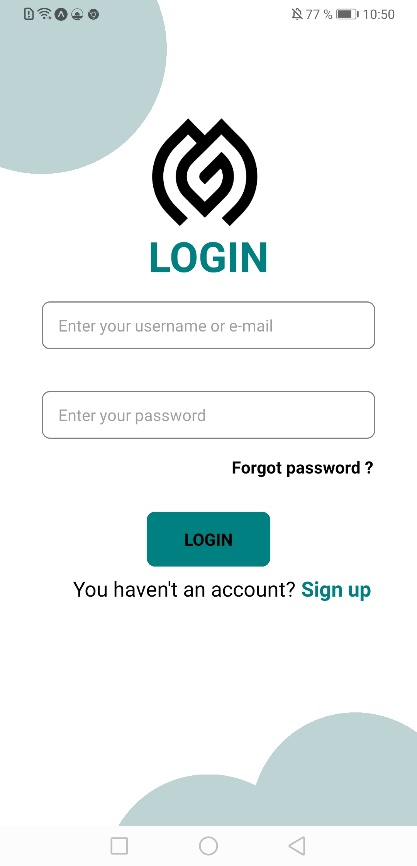 77 % 10:50
LOGIN
Enter your username or e-mail
Enter your password
Forgot password ?
LOGIN
You haven't an account? Sign up